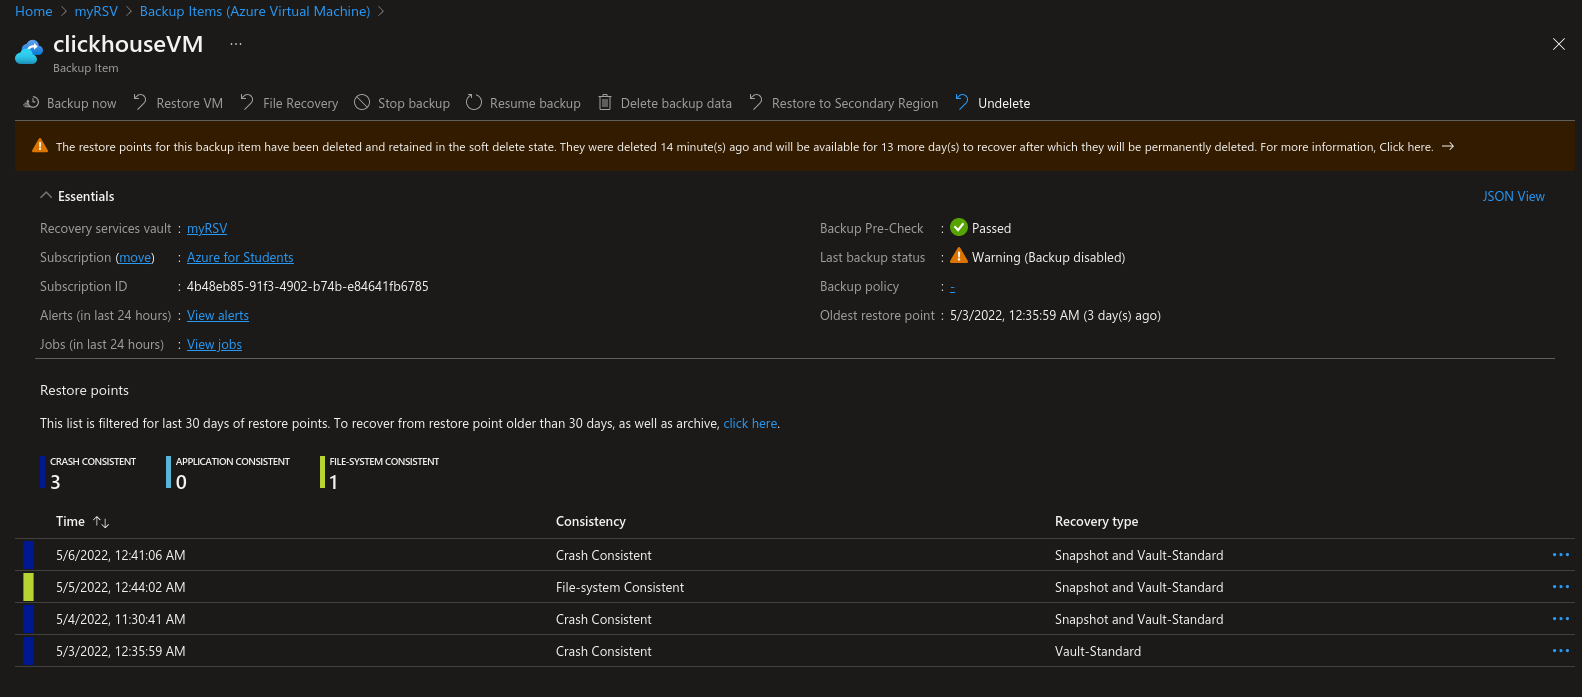 Home > myRSV > Backup Items (Azure Virtual Machine) >
clickhouseVM ...
Backup Item
Backup now Restore VM File Recovery Stop backup Resume backup Delete backup data Restore to Secondary Region Undelete
The restore points for this backup item have been deleted and retained in the soft delete state. They were deleted 14 minute(s) ago and will be available for 13 more day(s) to recover after which they will be permanently deleted. For more information, Click here. →
Essentials JSON View
Recovery services vault : myRSV Backup Pre-Check : Passed
Subscription (move) : Azure for Students Last backup status : Warning (Backup disabled)
Subscription ID : 4b48eb85-91f3-4902-b74b-e84641fb6785 Backup policy : -
Alerts (in last 24 hours) : View alerts Oldest restore point : 5/3/2022, 12:35:59 AM (3 day(s) ago)
Jobs (in last 24 hours) : View jobs
Restore points
This list is filtered for last 30 days of restore points. To recover from restore point older than 30 days, as well as archive, click here.
CRASH CONSISTENT APPLICATION CONSISTENT FILE-SYSTEM CONSISTENT
3 0 1
Time ↑↓ Consistency Recovery type
5/6/2022, 12:41:06 AM Crash Consistent Snapshot and Vault-Standard ...
5/5/2022, 12:44:02 AM File-system Consistent Snapshot and Vault-Standard ...
5/4/2022, 11:30:41 AM Crash Consistent Snapshot and Vault-Standard ...
5/3/2022, 12:35:59 AM Crash Consistent Vault-Standard ...